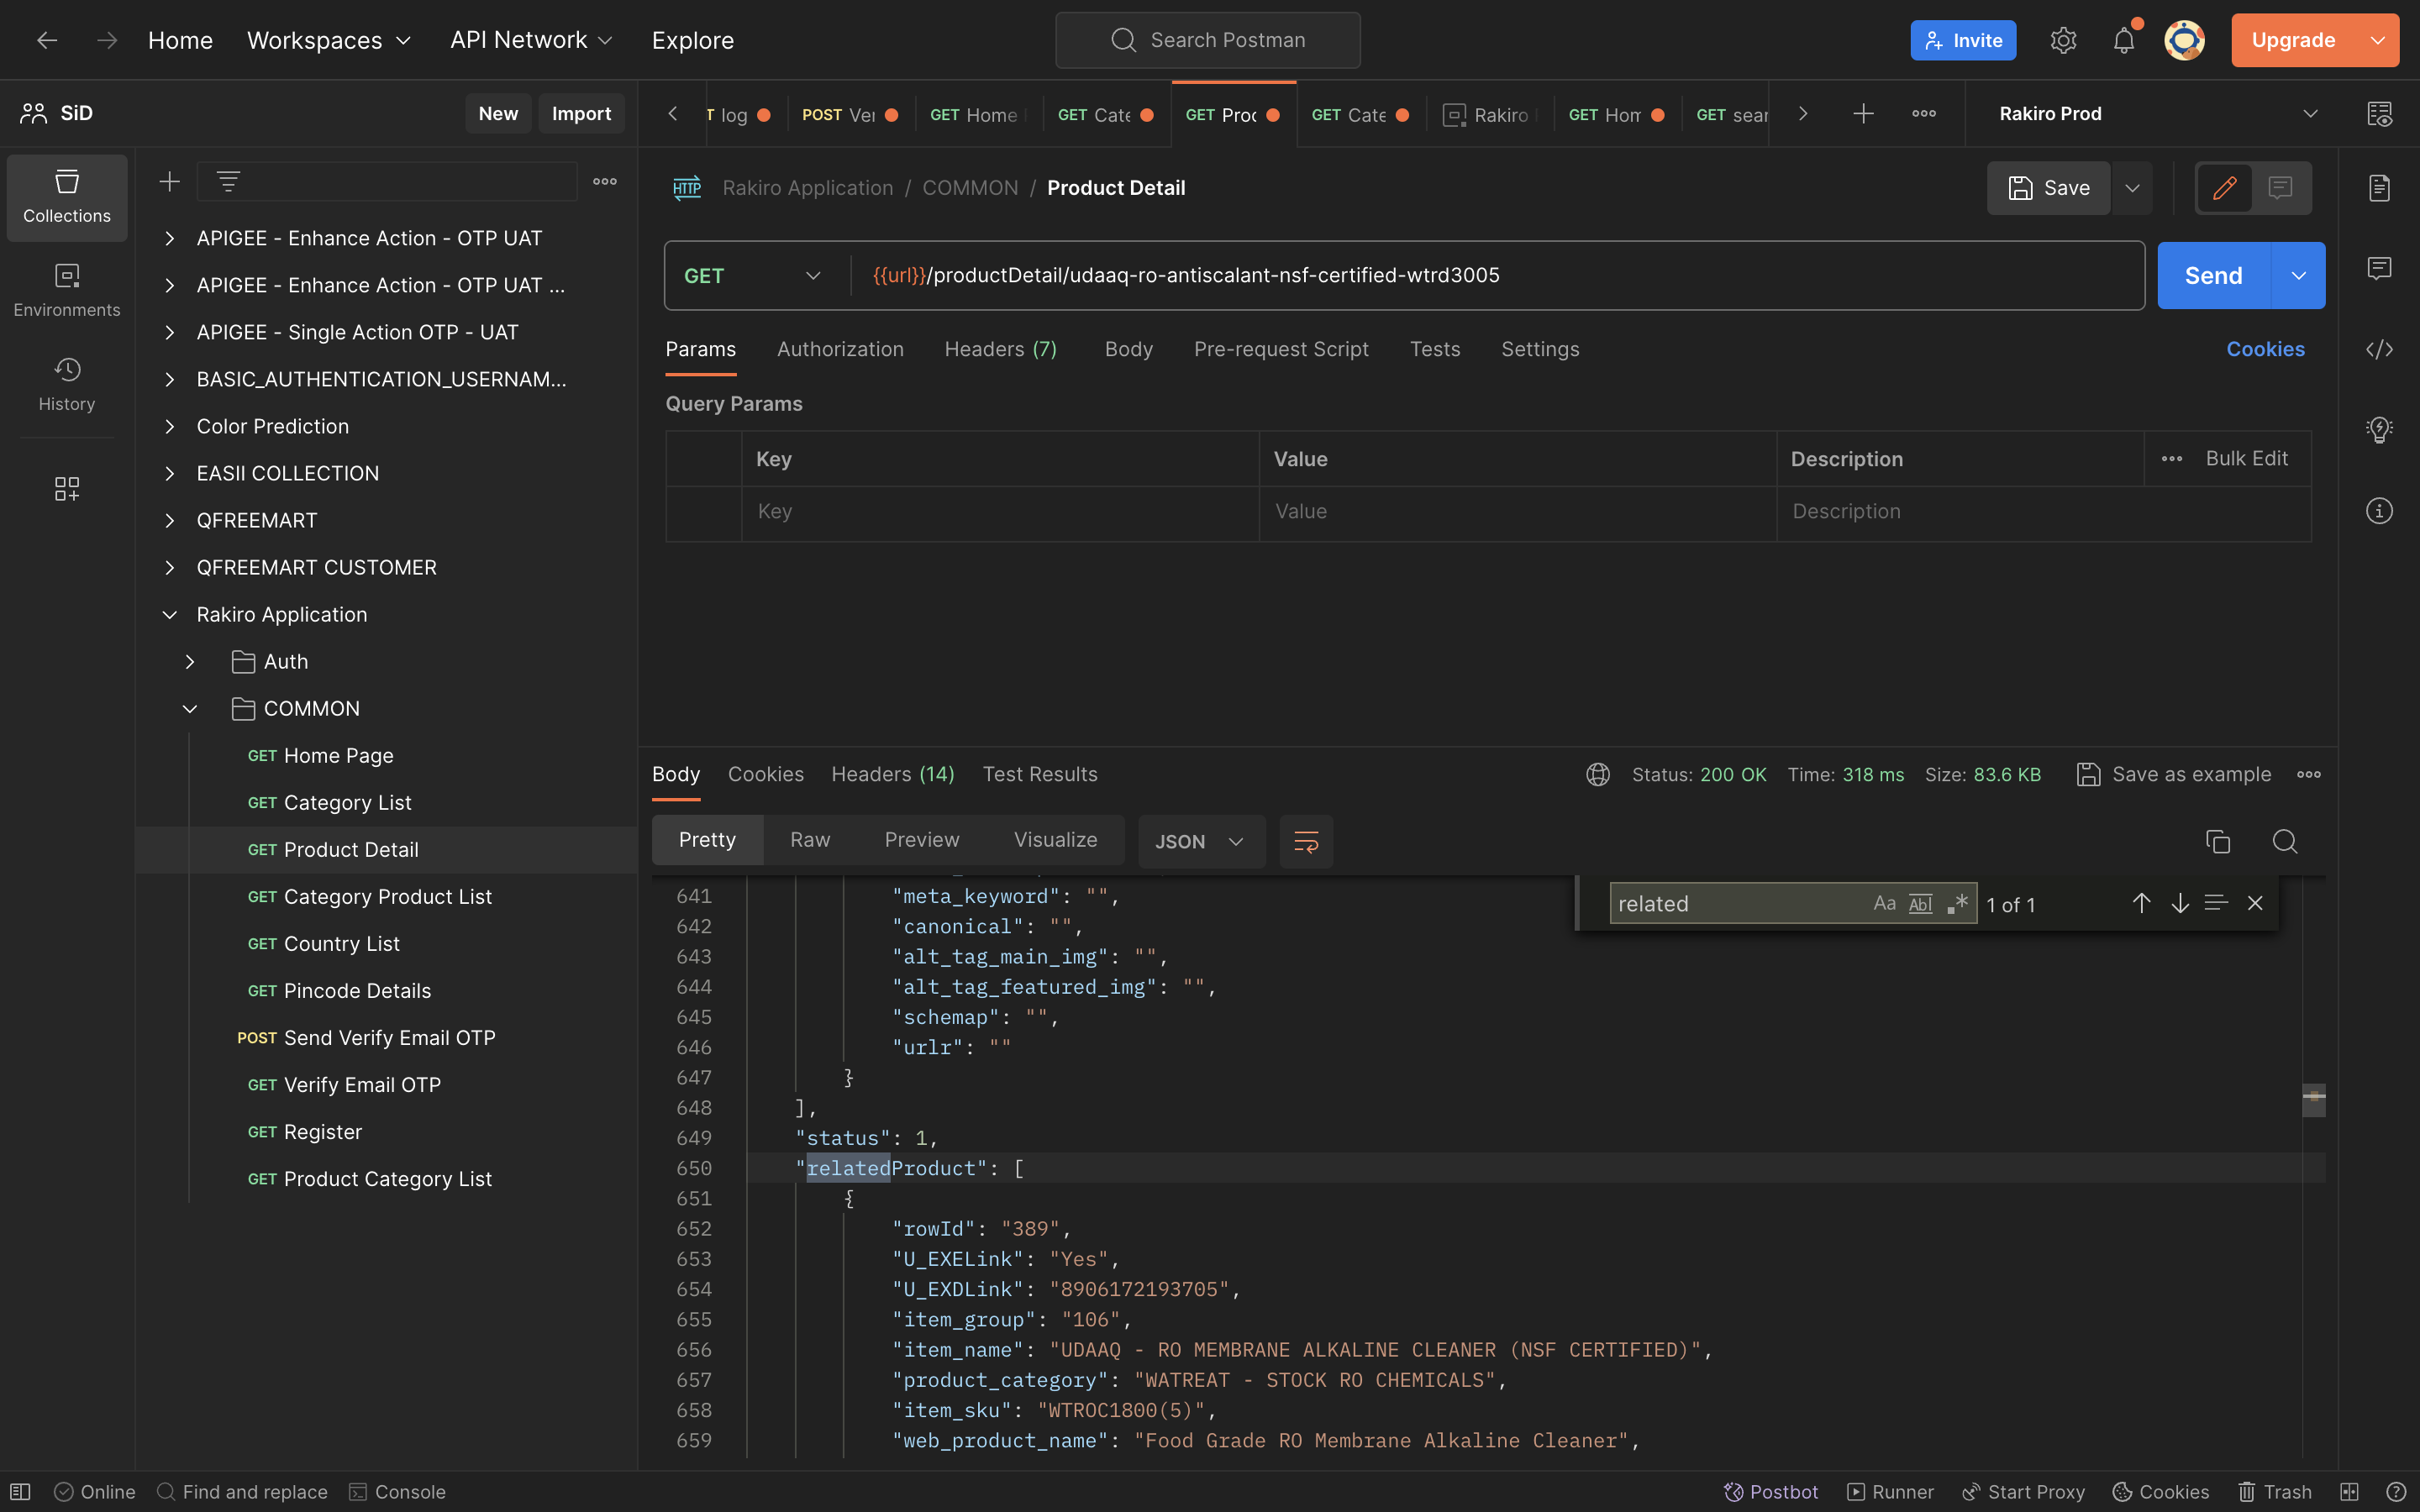 Home
Workspaces
API Network
Explore
Search Postman
Invite
Upgrade
SiD
New
Import
log
POST
GET Home
GET
GET
GET
Rakiro
GET
GET
Rakiro Prod
Collections
Environments
History
APIGEE - Enhance Action - OTP UAT
APIGEE - Enhance Action - OTP UAT ...
APIGEE - Single Action OTP - UAT
BASIC_AUTHENTICATION_USERNAM...
Color Prediction
EASII COLLECTION
QFREEMART
QFREEMART CUSTOMER
Rakiro Application
Auth
COMMON
GET Home Page
GET Category List
GET Product Detail
GET Category Product List
GET Country List
GET Pincode Details
POST Send Verify Email OTP
GET Verify Email OTP
GET Register
GET Product Category List
HTTP Rakiro Application / COMMON / Product Detail
Save
GET
{{url}}/productDetail/udaaq-ro-antiscalant-nsf-certified-wtrd3005
Send
Params
Authorization
Headers (7)
Body
Pre-request Script
Tests
Settings
Cookies
Query Params
Key
Value
Description
Bulk Edit
Key
Value
Description
Body
Cookies
Headers (14)
Test Results
Status: 200 OK
Time: 318 ms
Size: 83.6 KB
Save as example
Pretty
Raw
Preview
Visualize
JSON
related
Aa
Abl
.*
1 of 1
641 "meta_keyword": "",
642 "canonical": "",
643 "alt_tag_main_img": "",
644 "alt_tag_featured_img": "",
645 "schemap": "",
646 "urlr": ""
647 }
648 ],
649 "status": 1,
650 "relatedProduct": [
651 {
652 "rowId": "389",
653 "U_EXELink": "Yes",
654 "U_EXDLink": "8906172193705",
655 "item_group": "106",
656 "item_name": "UDAAQ - RO MEMBRANE ALKALINE CLEANER (NSF CERTIFIED)",
657 "product_category": "WATREAT - STOCK RO CHEMICALS",
658 "item_sku": "WTROC1800(5)",
659 "web_product_name": "Food Grade RO Membrane Alkaline Cleaner",
Online
Find and replace
Console
Postbot
Runner
Start Proxy
Cookies
Trash